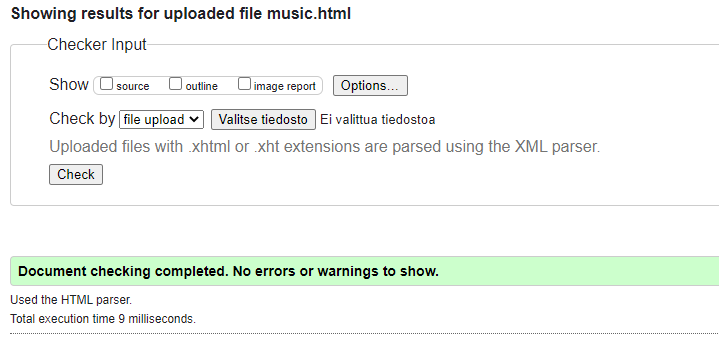 Showing results for uploaded file music.html
Checker Input
Show source outline image report Options...
Check by file upload Valitse tiedosto Ei valittua tiedostoa
Uploaded files with .xhtml or .xht extensions are parsed using the XML parser.
Check
Document checking completed. No errors or warnings to show.
Used the HTML parser.
Total execution time 9 milliseconds.